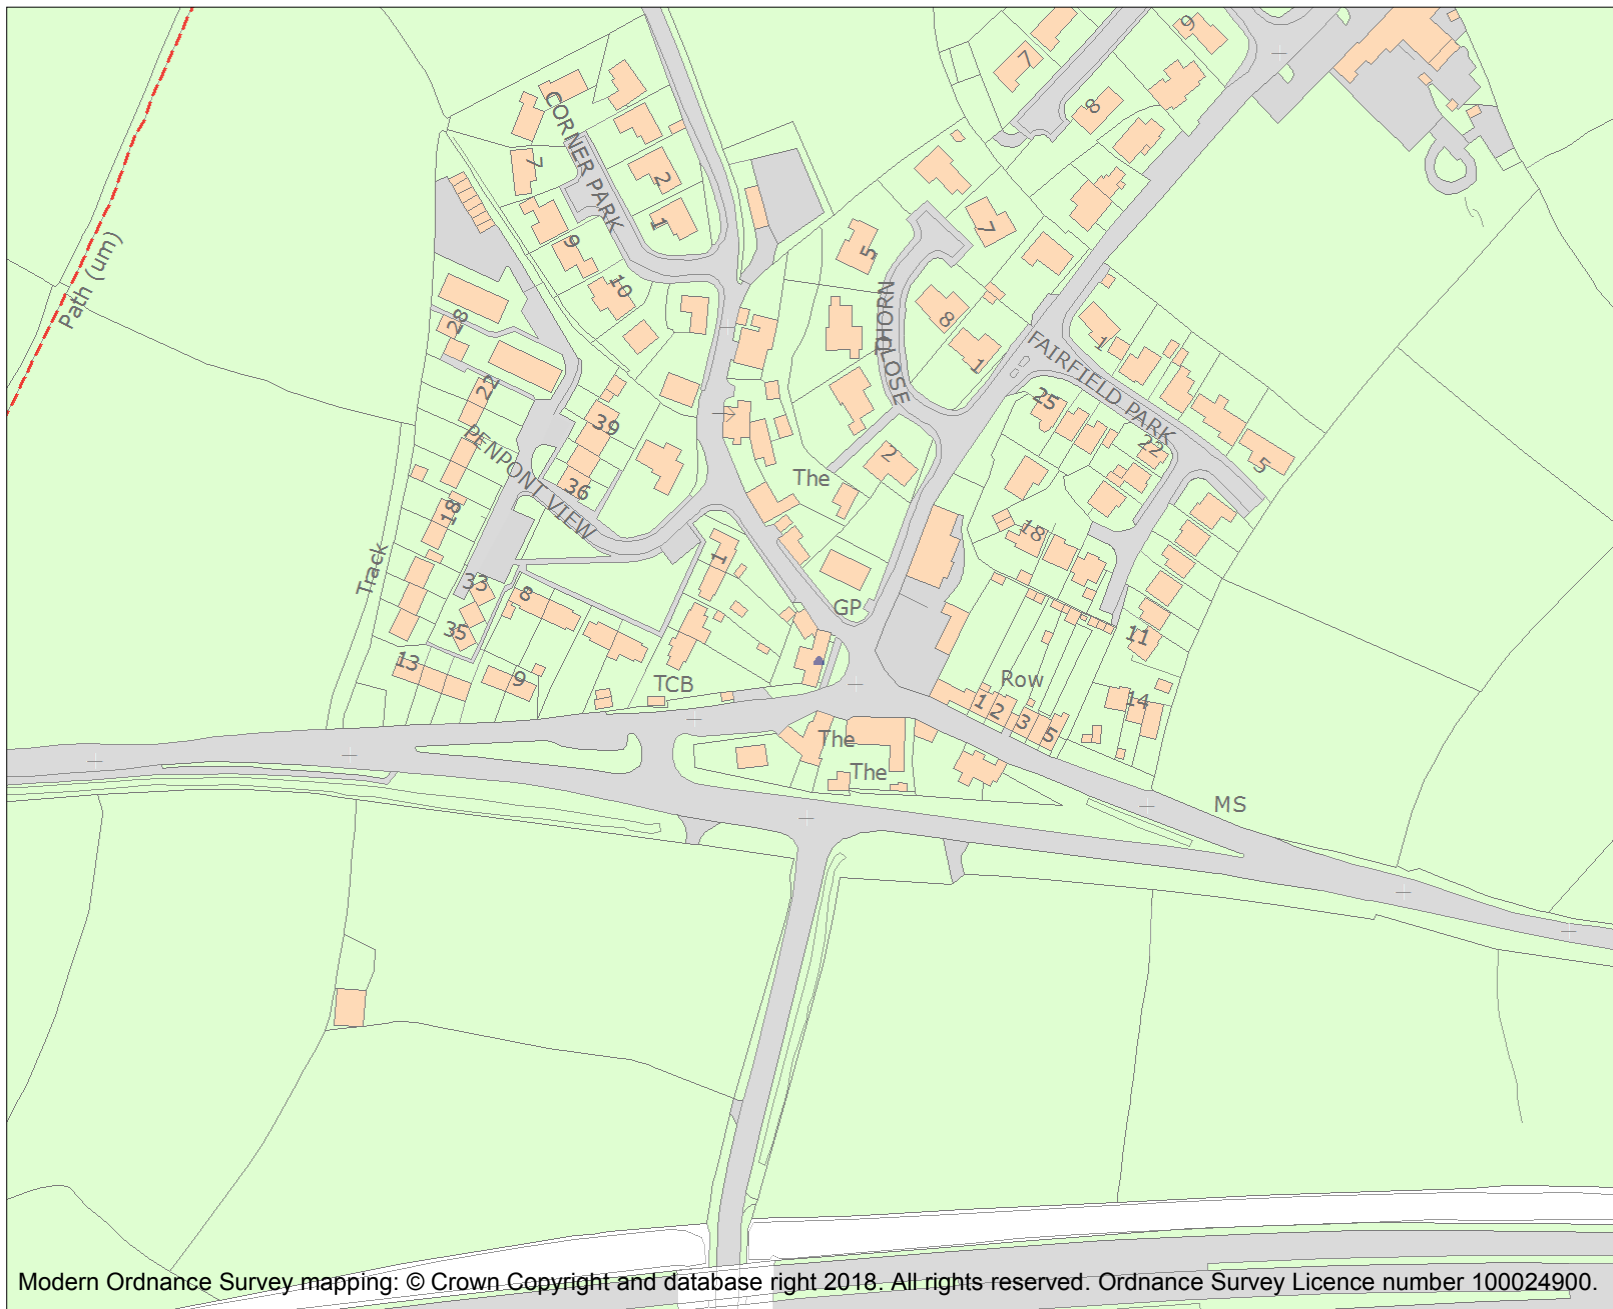 9
7
8
CORNER PARK
7
2
1
9
10
5
7
THORN
CLOSE
8
1
Path (um)
28
22
39
36
PENPONT VIEW
18
Track
33
35
8
13
9
1
The
2
FAIRFIELD PARK
1
25
22
5
18
11
14
GP
TCB
Row
1
2
3
5
The
The
MS
Modern Ordnance Survey mapping: © Crown Copyright and database right 2018. All rights reserved. Ordnance Survey Licence number 100024900.